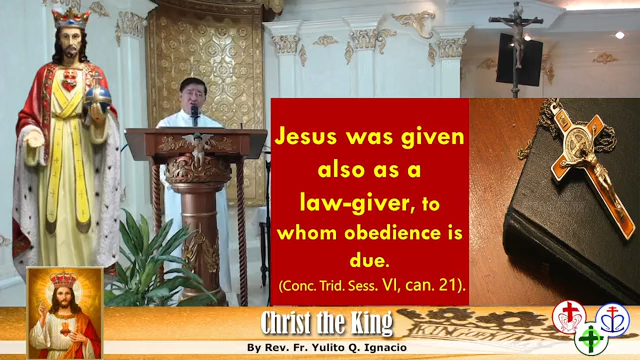 Jesus was given
also as a
law-giver, to
whom obedience is
due.
(Conc. Trid. Sess. VI, can. 21).
Christ the King
By Rev. Fr. Yulito Q. Ignacio